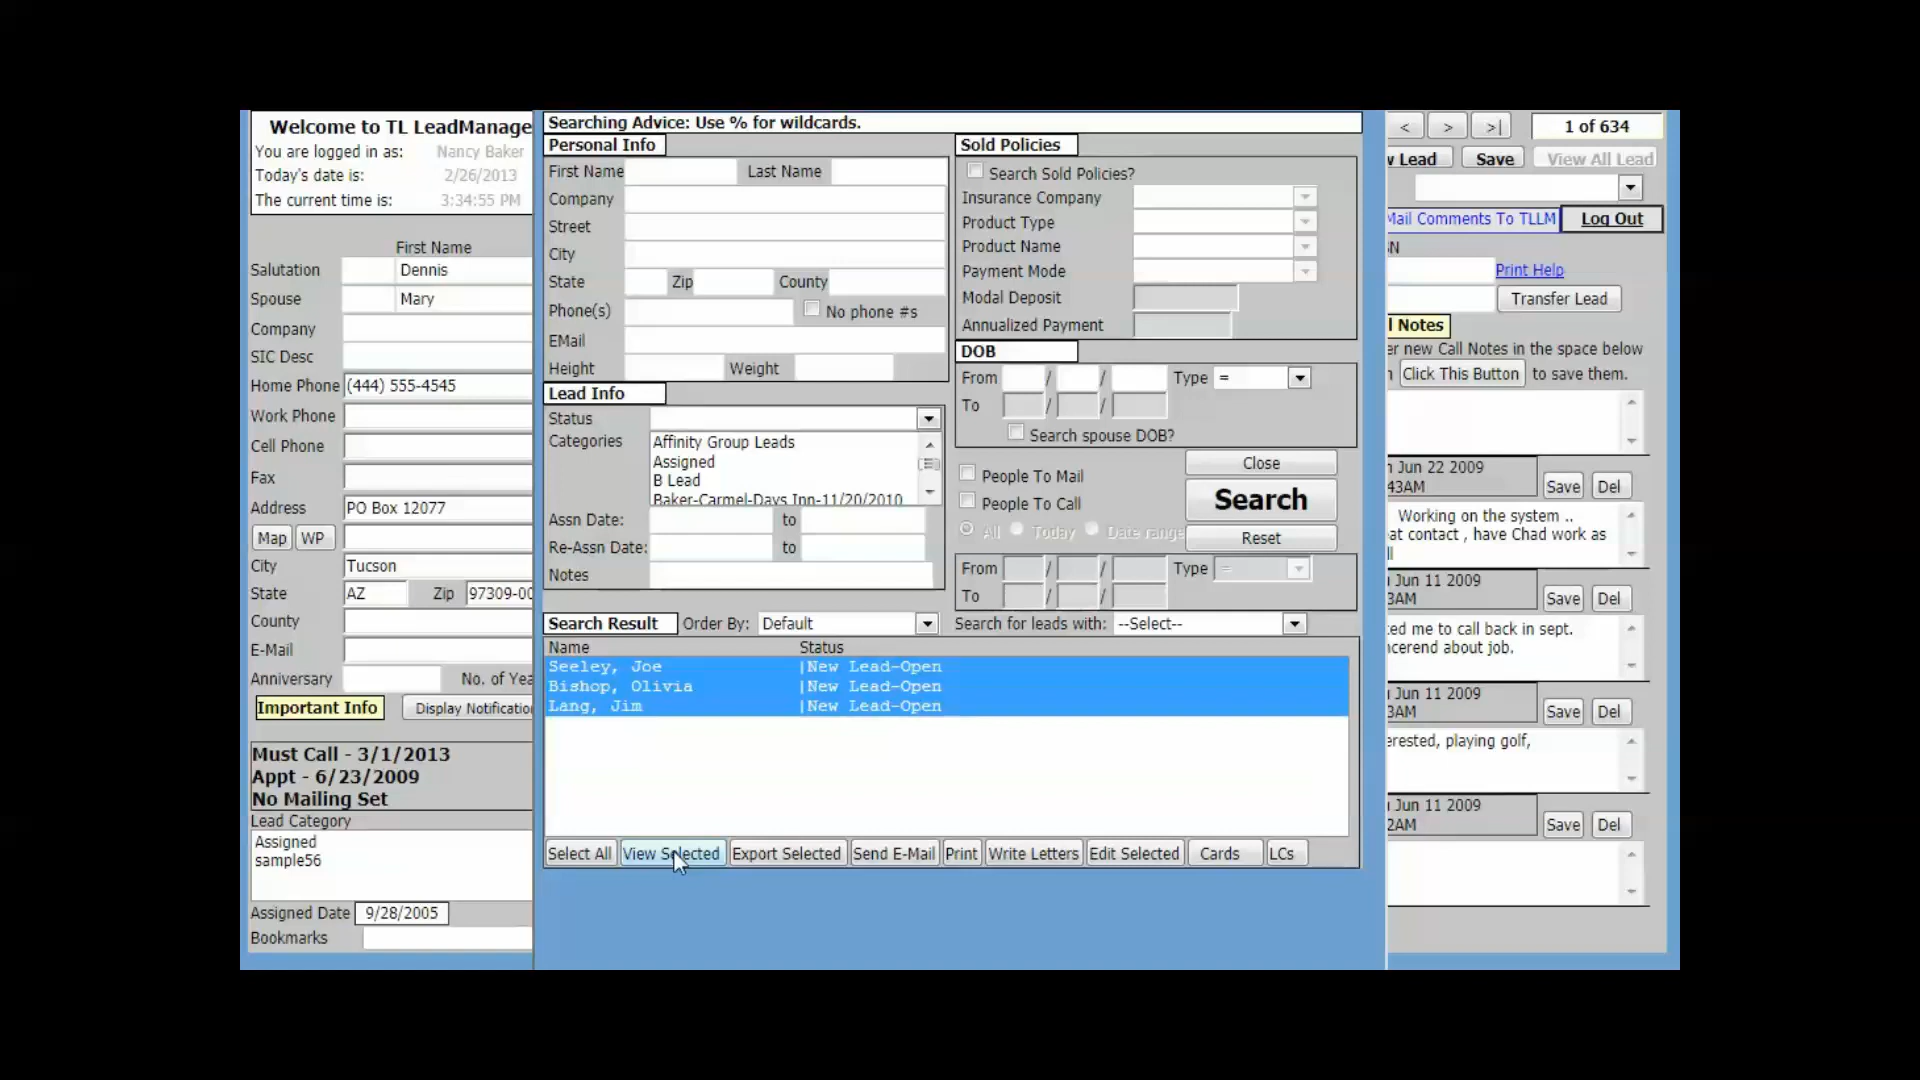 Welcome to TL LeadManage
You are logged in as: Nancy Baker
Today's date is: 2/26/2013
The current time is: 3:34:55 PM
First Name
Salutation Dennis
Spouse Mary
Company
SIC Desc
Home Phone (444) 555-4545
Work Phone
Cell Phone
Fax
Address PO Box 12077
Map WP
City Tucson
State AZ Zip 97309-00
County
E-Mail
Anniversary No. of Yea
Important Info Display Notificatio
Must Call - 3/1/2013
Appt - 6/23/2009
No Mailing Set
Lead Category
Assigned
sample56
Assigned Date 9/28/2005
Bookmarks
Searching Advice: Use % for wildcards.
Personal Info
First Name Last Name
Company
Street
City
State Zip County
Phone(s) No phone #s
EMail
Height Weight
Lead Info
Status
Categories Affinity Group Leads
Assigned
B Lead
Baker-Carmel-Days Inn-11/20/2010
Assn Date: to
Re-Assn Date: to
Notes
Sold Policies
Search Sold Policies?
Insurance Company
Product Type
Product Name
Payment Mode
Modal Deposit
Annualized Payment
DOB
From / / Type =
To / /
Search spouse DOB?
People To Mail Close
People To Call Search
All Today Date range
Reset
From / / Type =
To / /
Search Result Order By: Default Search for leads with: --Select--
Name Status
Seeley, Joe |New Lead-Open
Bishop, Olivia |New Lead-Open
Lang, Jim |New Lead-Open
Select All View Selected Export Selected Send E-Mail Print Write Letters Edit Selected Cards LCs
< > >| 1 of 634
w Lead Save View All Lead
Mail Comments To TLLM Log Out
Print Help
Transfer Lead
l Notes
er new Call Notes in the space below
Click This Button to save them.
Jun 22 2009
43AM Save Del
Working on the system ..
at contact , have Chad work as
ll
Jun 11 2009
3AM Save Del
ed me to call back in sept.
ncerend about job.
Jun 11 2009
3AM Save Del
erested, playing golf,
Jun 11 2009
2AM Save Del